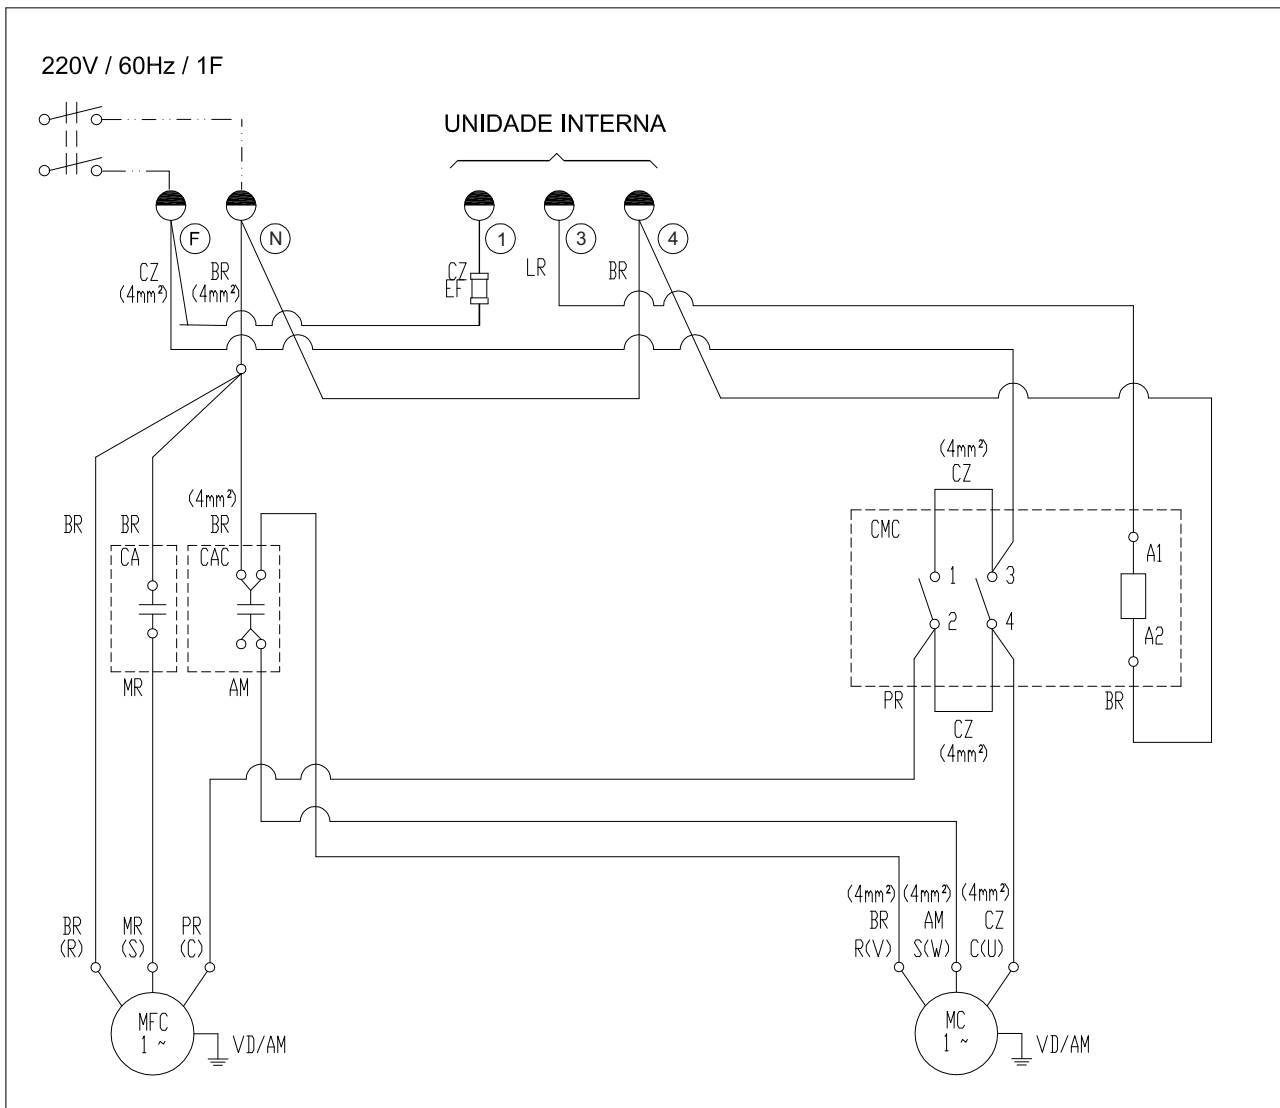 220V / 60Hz / 1F
UNIDADE INTERNA
F
N
1
3
4
CZ
(4mm²)
BR
(4mm²)
CZ
EF
LR
BR
(4mm²)
CZ
(4mm²)
BR
BR
BR
CA
CAC
CMC
1
3
A1
2
4
A2
MR
AM
PR
BR
CZ
(4mm²)
BR
(R)
MR
(S)
PR
(C)
(4mm²)
(4mm²)
(4mm²)
BR
AM
CZ
R(V)
S(W)
C(U)
MFC
1 ~
VD/AM
MC
1 ~
VD/AM